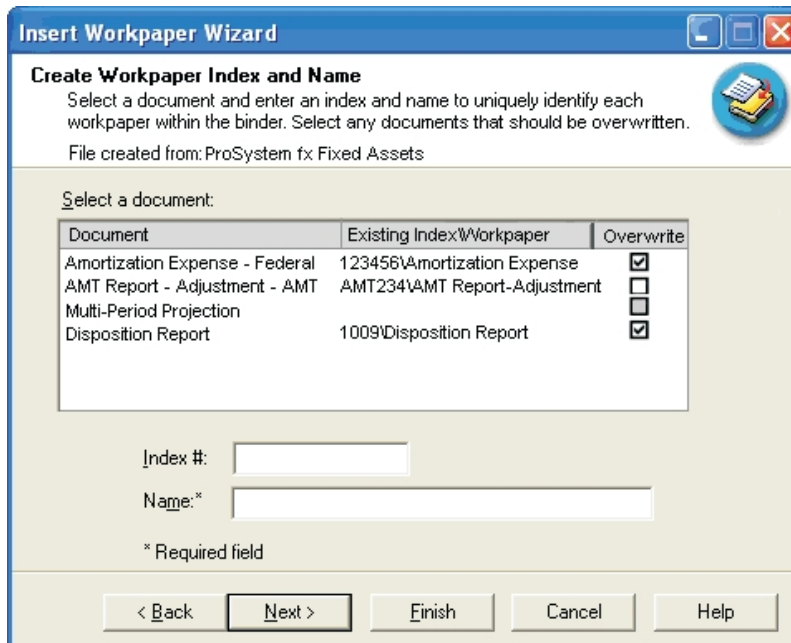 Insert Workpaper Wizard
Create Workpaper Index and Name
Select a document and enter an index and name to uniquely identify each
workpaper within the binder. Select any documents that should be overwritten.
File created from: ProSystem fx Fixed Assets
Select a document:
Document Existing Index\Workpaper Overwrite
Amortization Expense - Federal 123456\Amortization Expense
AMT Report - Adjustment - AMT AMT234\AMT Report-Adjustment
Multi-Period Projection
Disposition Report 1009\Disposition Report
Index #:
Name:*
* Required field
< Back Next > Finish Cancel Help